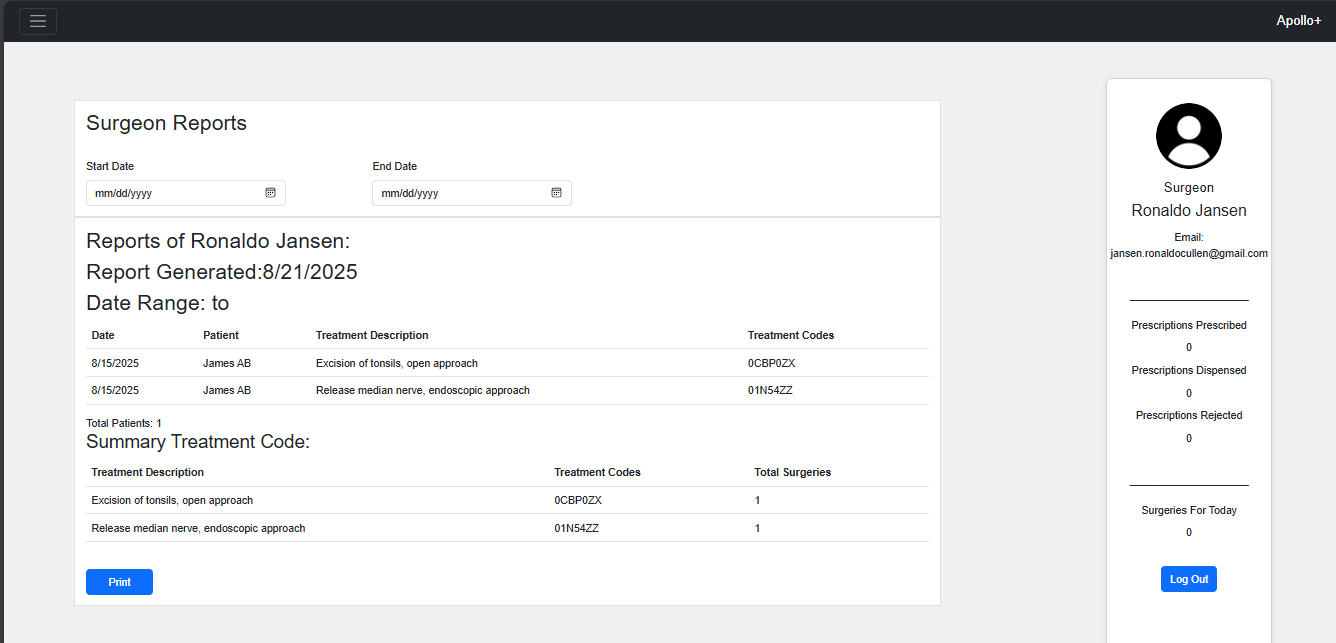 Apollo+
Surgeon Reports
Start Date End Date
mm/dd/yyyy mm/dd/yyyy
Reports of Ronaldo Jansen:
Report Generated:8/21/2025
Date Range: to
Date Patient Treatment Description Treatment Codes
8/15/2025 James AB Excision of tonsils, open approach 0CBP0ZX
8/15/2025 James AB Release median nerve, endoscopic approach 01N54ZZ
Total Patients: 1
Summary Treatment Code:
Treatment Description Treatment Codes Total Surgeries
Excision of tonsils, open approach 0CBP0ZX 1
Release median nerve, endoscopic approach 01N54ZZ 1
Print
Surgeon
Ronaldo Jansen
Email:
jansen.ronaldocullen@gmail.com
Prescriptions Prescribed
0
Prescriptions Dispensed
0
Prescriptions Rejected
0
Surgeries For Today
0
Log Out